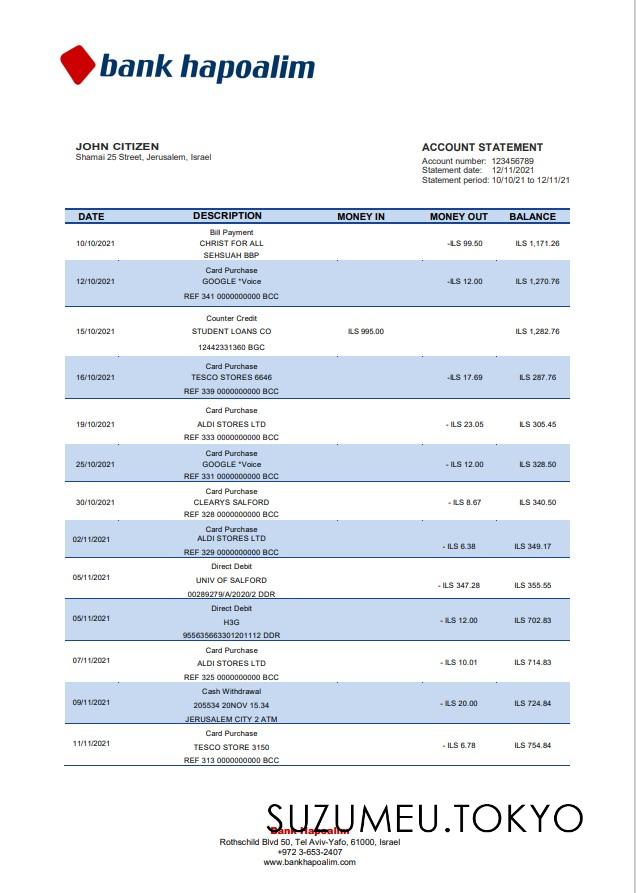 bank hapoalim
JOHN CITIZEN
Shamai 25 Street, Jerusalem, Israel
ACCOUNT STATEMENT
Account number: 123456789
Statement date: 12/11/2021
Statement period: 10/10/21 to 12/11/21
DATE DESCRIPTION MONEY IN MONEY OUT BALANCE
Bill Payment
10/10/2021 CHRIST FOR ALL -ILS 99.50 ILS 1,171.26
SEHSUAH BBP
Card Purchase
12/10/2021 GOOGLE *Voice -ILS 12.00 ILS 1,270.76
REF 341 0000000000 BCC
Counter Credit
15/10/2021 STUDENT LOANS CO ILS 995.00 ILS 1,282.76
12442331360 BGC
Card Purchase
16/10/2021 TESCO STORES 6646 -ILS 17.69 ILS 287.76
REF 339 0000000000 BCC
Card Purchase
19/10/2021 ALDI STORES LTD - ILS 23.05 ILS 305.45
REF 333 0000000000 BCC
Card Purchase
25/10/2021 GOOGLE *Voice - ILS 12.00 ILS 328.50
REF 331 0000000000 BCC
Card Purchase
30/10/2021 CLEARYS SALFORD - ILS 8.67 ILS 340.50
REF 328 0000000000 BCC
Card Purchase
02/11/2021 ALDI STORES LTD - ILS 6.38 ILS 349.17
REF 329 0000000000 BCC
Direct Debit
05/11/2021 UNIV OF SALFORD - ILS 347.28 ILS 355.55
00289279/A/2020/2 DDR
Direct Debit
05/11/2021 H3G - ILS 12.00 ILS 702.83
955635663301201112 DDR
Card Purchase
07/11/2021 ALDI STORES LTD - ILS 10.01 ILS 714.83
REF 325 0000000000 BCC
Cash Withdrawal
09/11/2021 205534 20NOV 15.34 - ILS 20.00 ILS 724.84
JERUSALEM CITY 2 ATM
Card Purchase
11/11/2021 TESCO STORE 3150 - ILS 6.78 ILS 754.84
REF 313 0000000000 BCC
SUZUMEU.TOKYO
Bank Hapoalim
Rothschild Blvd 50, Tel Aviv-Yafo, 61000, Israel
+972 3-653-2407
www.bankhapoalim.com